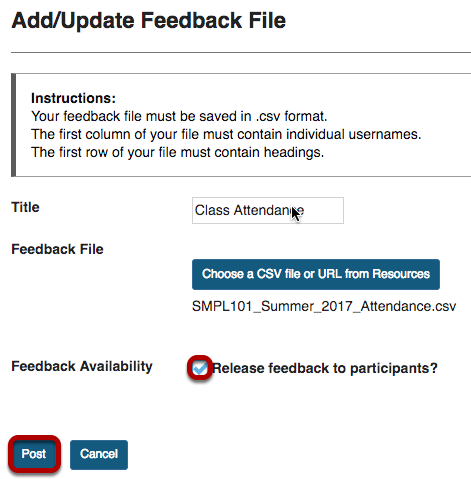 Add/Update Feedback File
Instructions:
Your feedback file must be saved in .csv format.
The first column of your file must contain individual usernames.
The first row of your file must contain headings.
Title
Class Attendance
Feedback File
Choose a CSV file or URL from Resources
SMPL101_Summer_2017_Attendance.csv
Feedback Availability
Release feedback to participants?
Post
Cancel